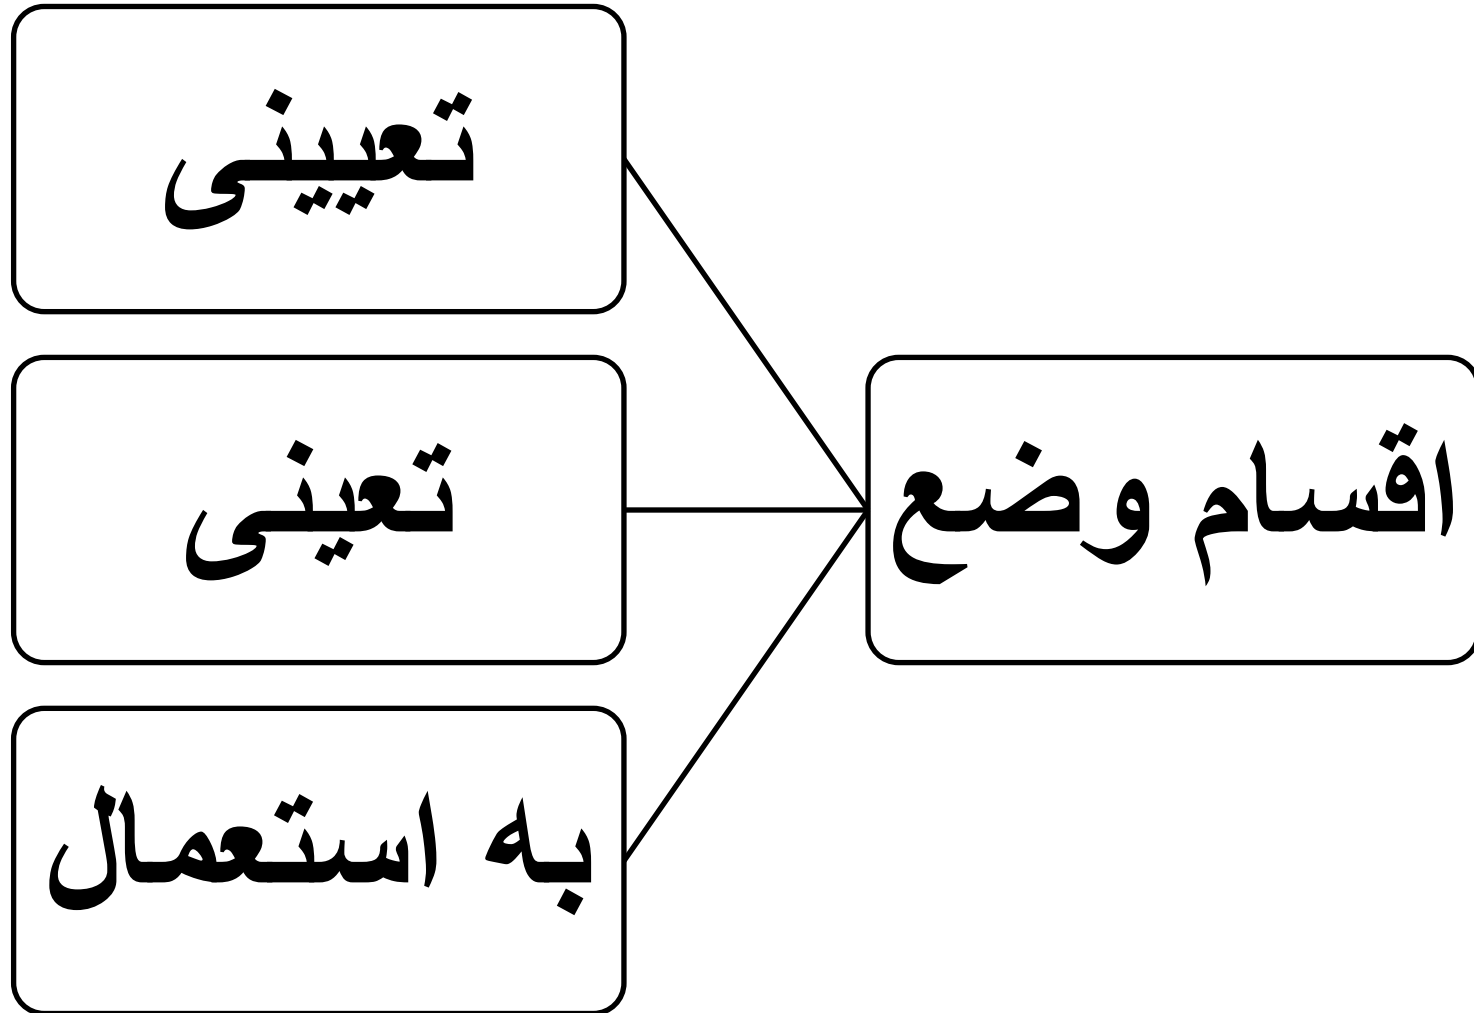 اقسام وضع
تعیینی
تعینی
به استعمال